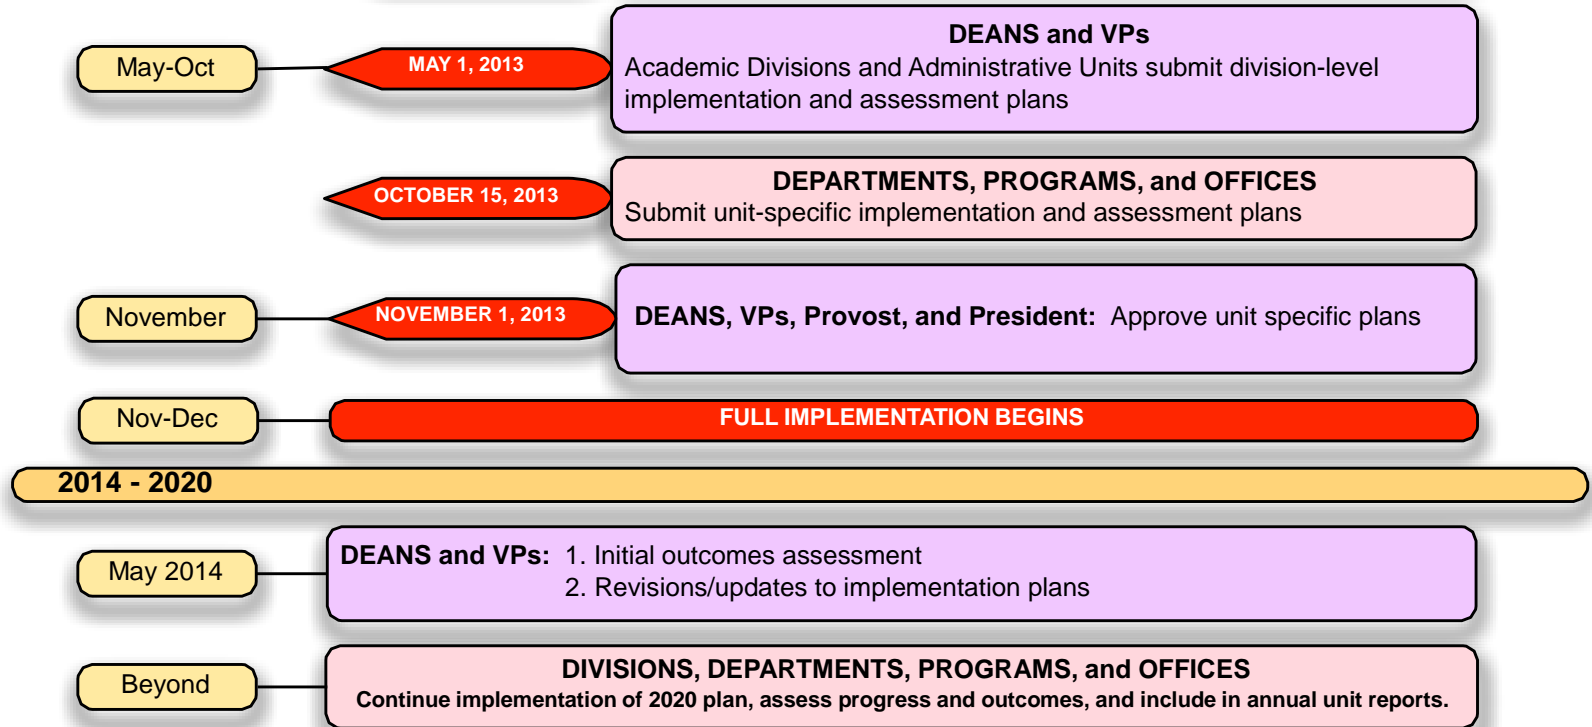 May-Oct
MAY 1, 2013
DEANS and VPs
Academic Divisions and Administrative Units submit division-level
implementation and assessment plans
OCTOBER 15, 2013
DEPARTMENTS, PROGRAMS, and OFFICES
Submit unit-specific implementation and assessment plans
November
NOVEMBER 1, 2013
DEANS, VPs, Provost, and President: Approve unit specific plans
Nov-Dec
FULL IMPLEMENTATION BEGINS
2014 - 2020
May 2014
DEANS and VPs: 1. Initial outcomes assessment
2. Revisions/updates to implementation plans
Beyond
DIVISIONS, DEPARTMENTS, PROGRAMS, and OFFICES
Continue implementation of 2020 plan, assess progress and outcomes, and include in annual unit reports.